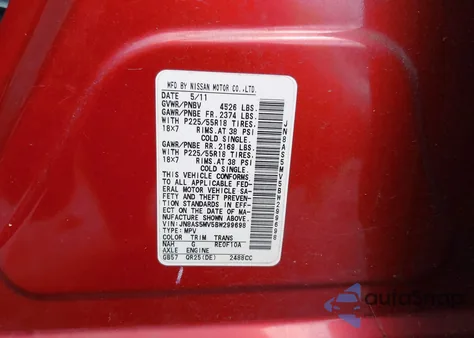 MFD BY NISSAN MOTOR CO.,LTD.
DATE 5/11
GVWR/PNBV 4526 LBS.
GAWR/PNBE FR. 2374 LBS.
WITH P225/55R18 TIRES,
18X7 RIMS,AT 38 PSI
COLD SINGLE.
GAWR/PNBE RR. 2169 LBS.
WITH P225/55R18 TIRES,
18X7 RIMS,AT 38 PSI
COLD SINGLE.
THIS VEHICLE CONFORMS
TO ALL APPLICABLE FED-
ERAL MOTOR VEHICLE SA-
FETY AND THEFT PREV-
ENTION STANDARDS IN EFF-
ECT ON THE DATE OF MA-
NUFACTURE SHOWN ABOVE.
VIN:JN8AS5MV5BW299698
TYPE: MPV
COLOR TRIM TRANS
NAH G RE0F10A
AXLE ENGINE
GB57 QR25(DE) 2488CC
JN8AS5MV5BW299698
autoSnap